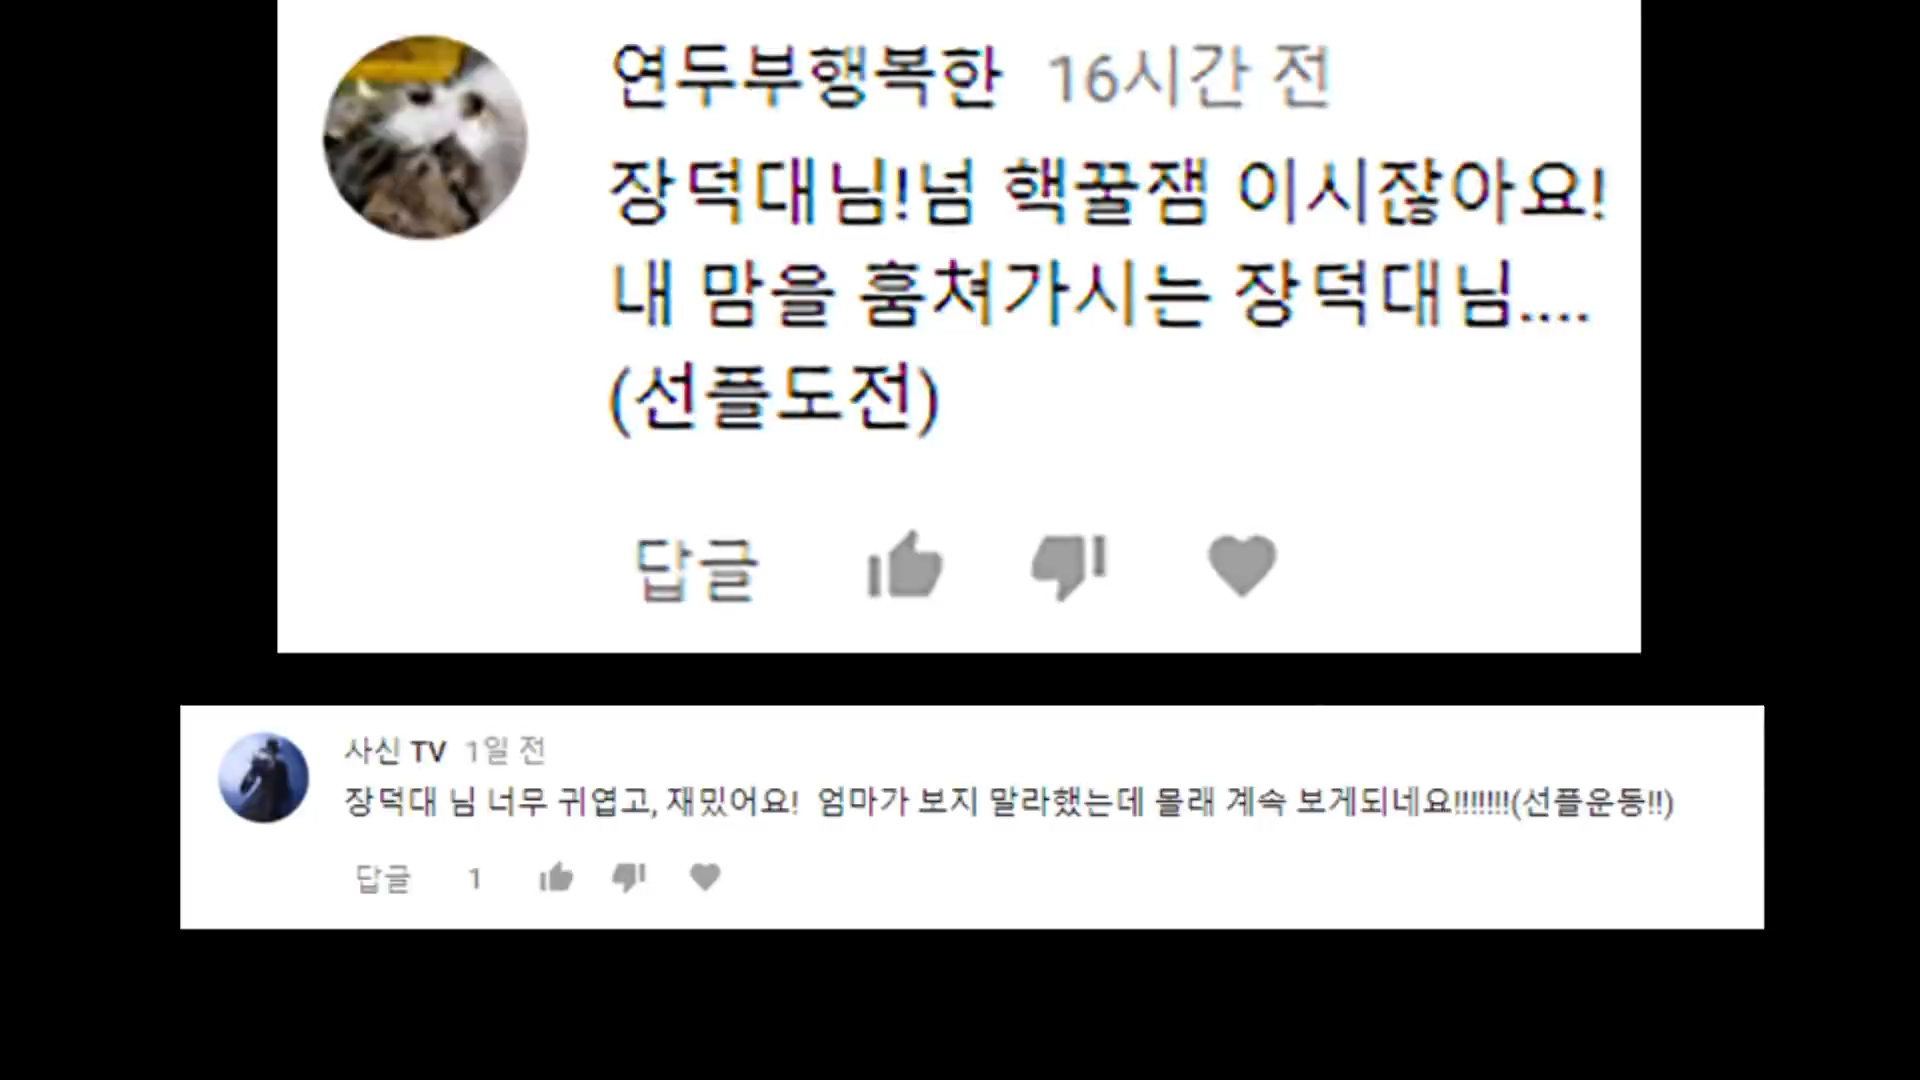 연두부행복한 16시간 전
장덕대님!넘 핵꿀잼 이시잖아요!
내 맘을 훔쳐가시는 장덕대님....
(선플도전)
답글
사신 TV 1일 전
장덕대 님 너무 귀엽고, 재밌어요! 엄마가 보지 말라했는데 몰래 계속 보게되네요!!!!!!!(선플운동!!)
답글 1